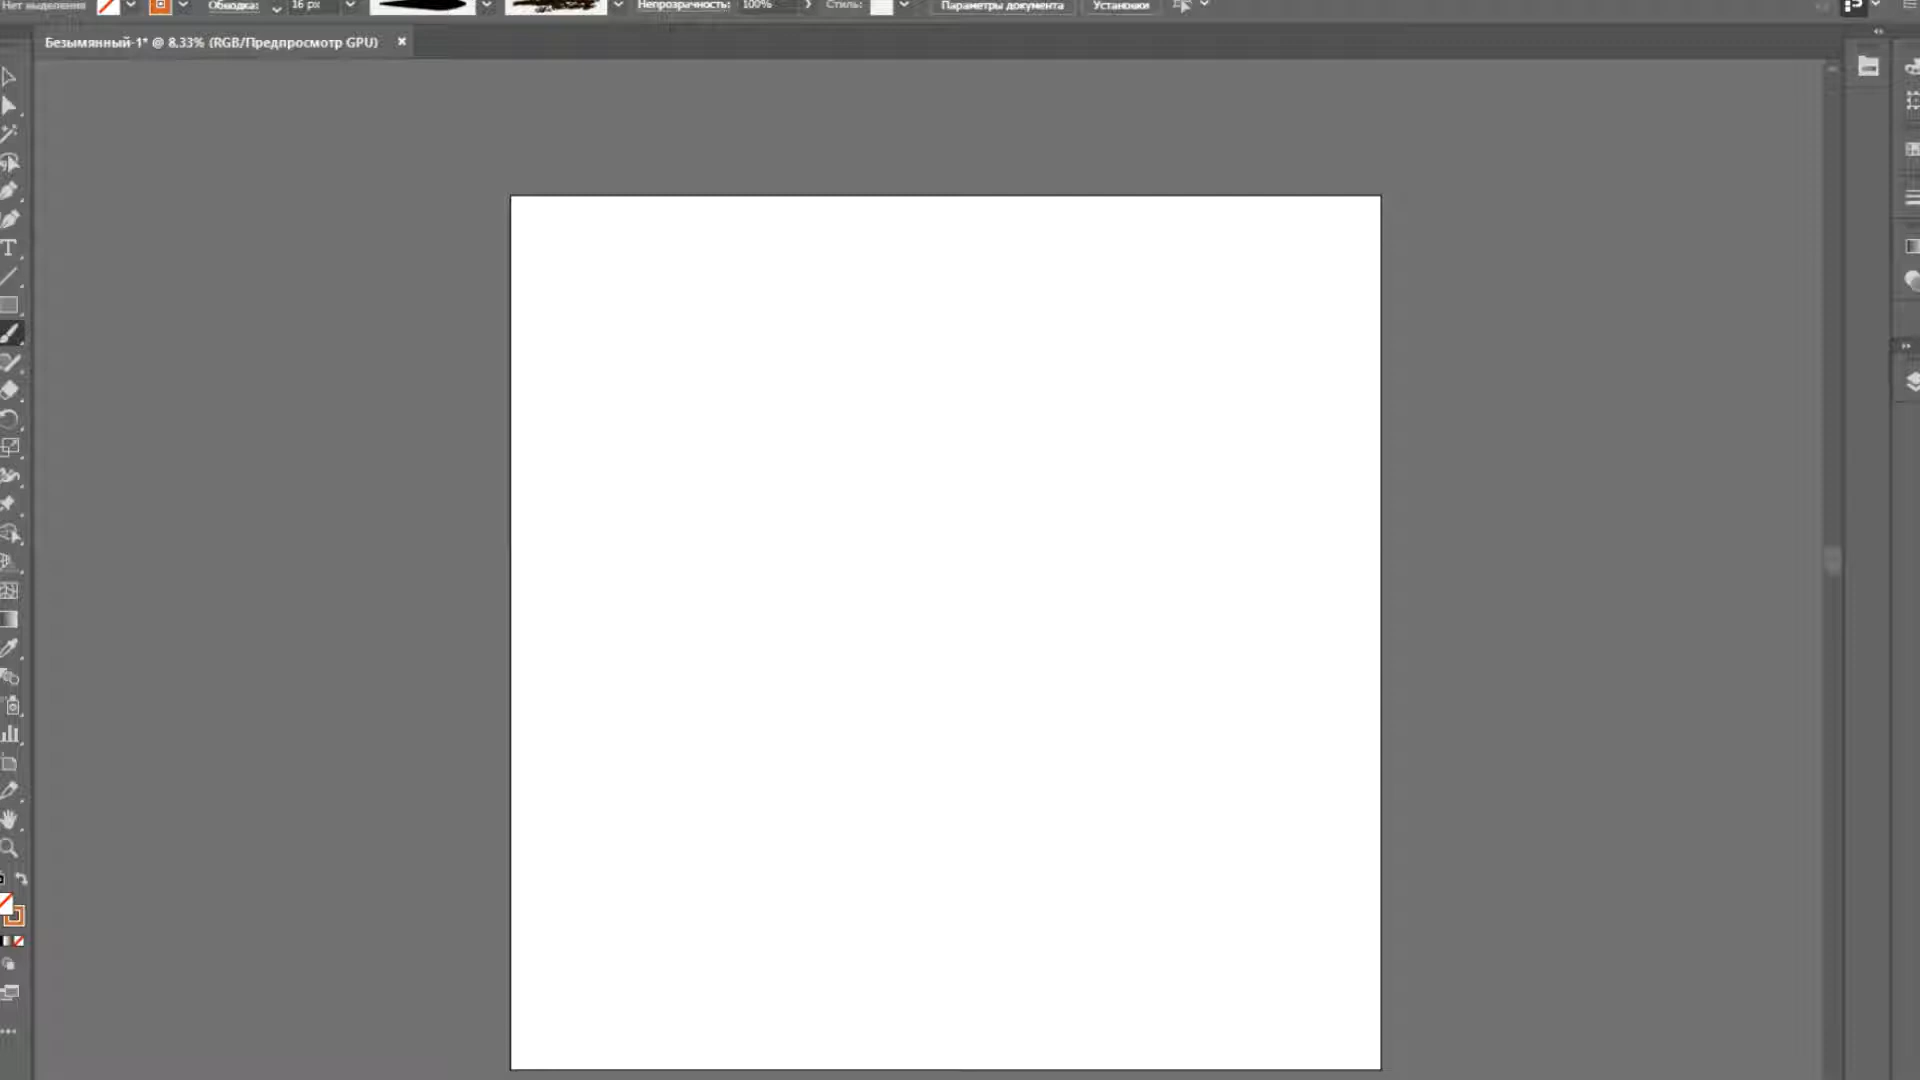 Нет выделения Обводка: 16 px Непрозрачность: 100% Стиль: Параметры документа Установки
Безымянный-1* @ 8,33% (RGB/Предпросмотр GPU) ×